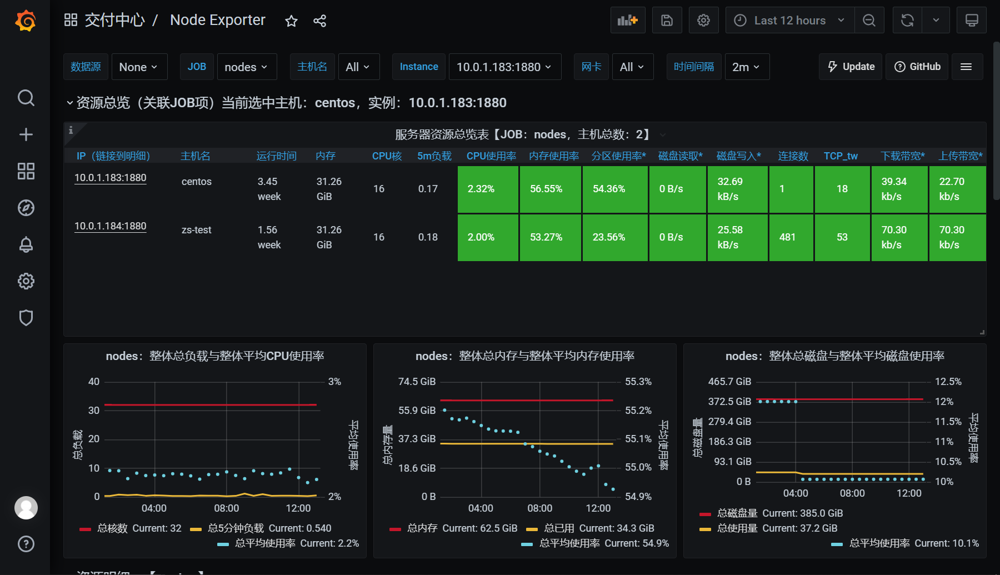 交付中心 / Node Exporter
Last 12 hours
数据源 None JOB nodes 主机名 All Instance 10.0.1.183:1880 网卡 All 时间间隔 2m Update GitHub
资源总览（关联JOB项）当前选中主机：centos，实例：10.0.1.183:1880
服务器资源总览表【JOB：nodes，主机总数：2】
IP（链接到明细） 主机名 运行时间 内存 CPU核 5m负载 CPU使用率 内存使用率 分区使用率* 磁盘读取* 磁盘写入* 连接数 TCP_tw 下载带宽* 上传带宽*
10.0.1.183:1880 centos 3.45 week 31.26 GiB 16 0.17 2.32% 56.55% 54.36% 0 B/s 32.69 kB/s 1 18 39.34 kb/s 22.70 kb/s
10.0.1.184:1880 zs-test 1.56 week 31.26 GiB 16 0.18 2.00% 53.27% 23.56% 0 B/s 25.58 kB/s 481 53 70.30 kb/s 70.30 kb/s
nodes：整体总负载与整体平均CPU使用率
总负载
40
30
20
10
0
3%
2%
平均使用率
04:00 08:00 12:00
总核数 Current: 32 总5分钟负载 Current: 0.540
总平均使用率 Current: 2.2%
nodes：整体总内存与整体平均内存使用率
总内存量
74.5 GiB
55.9 GiB
37.3 GiB
18.6 GiB
0 B
55.3%
55.2%
55.1%
55.0%
54.9%
平均使用率
04:00 08:00 12:00
总内存 Current: 62.5 GiB 总已用 Current: 34.3 GiB
总平均使用率 Current: 54.9%
nodes：整体总磁盘与整体平均磁盘使用率
总磁盘量
465.7 GiB
372.5 GiB
279.4 GiB
186.3 GiB
93.1 GiB
0 B
12.5%
12%
11.5%
11%
10.5%
10%
平均使用率
04:00 08:00 12:00
总磁盘量 Current: 385.0 GiB
总使用量 Current: 37.2 GiB
总平均使用率 Current: 10.1%